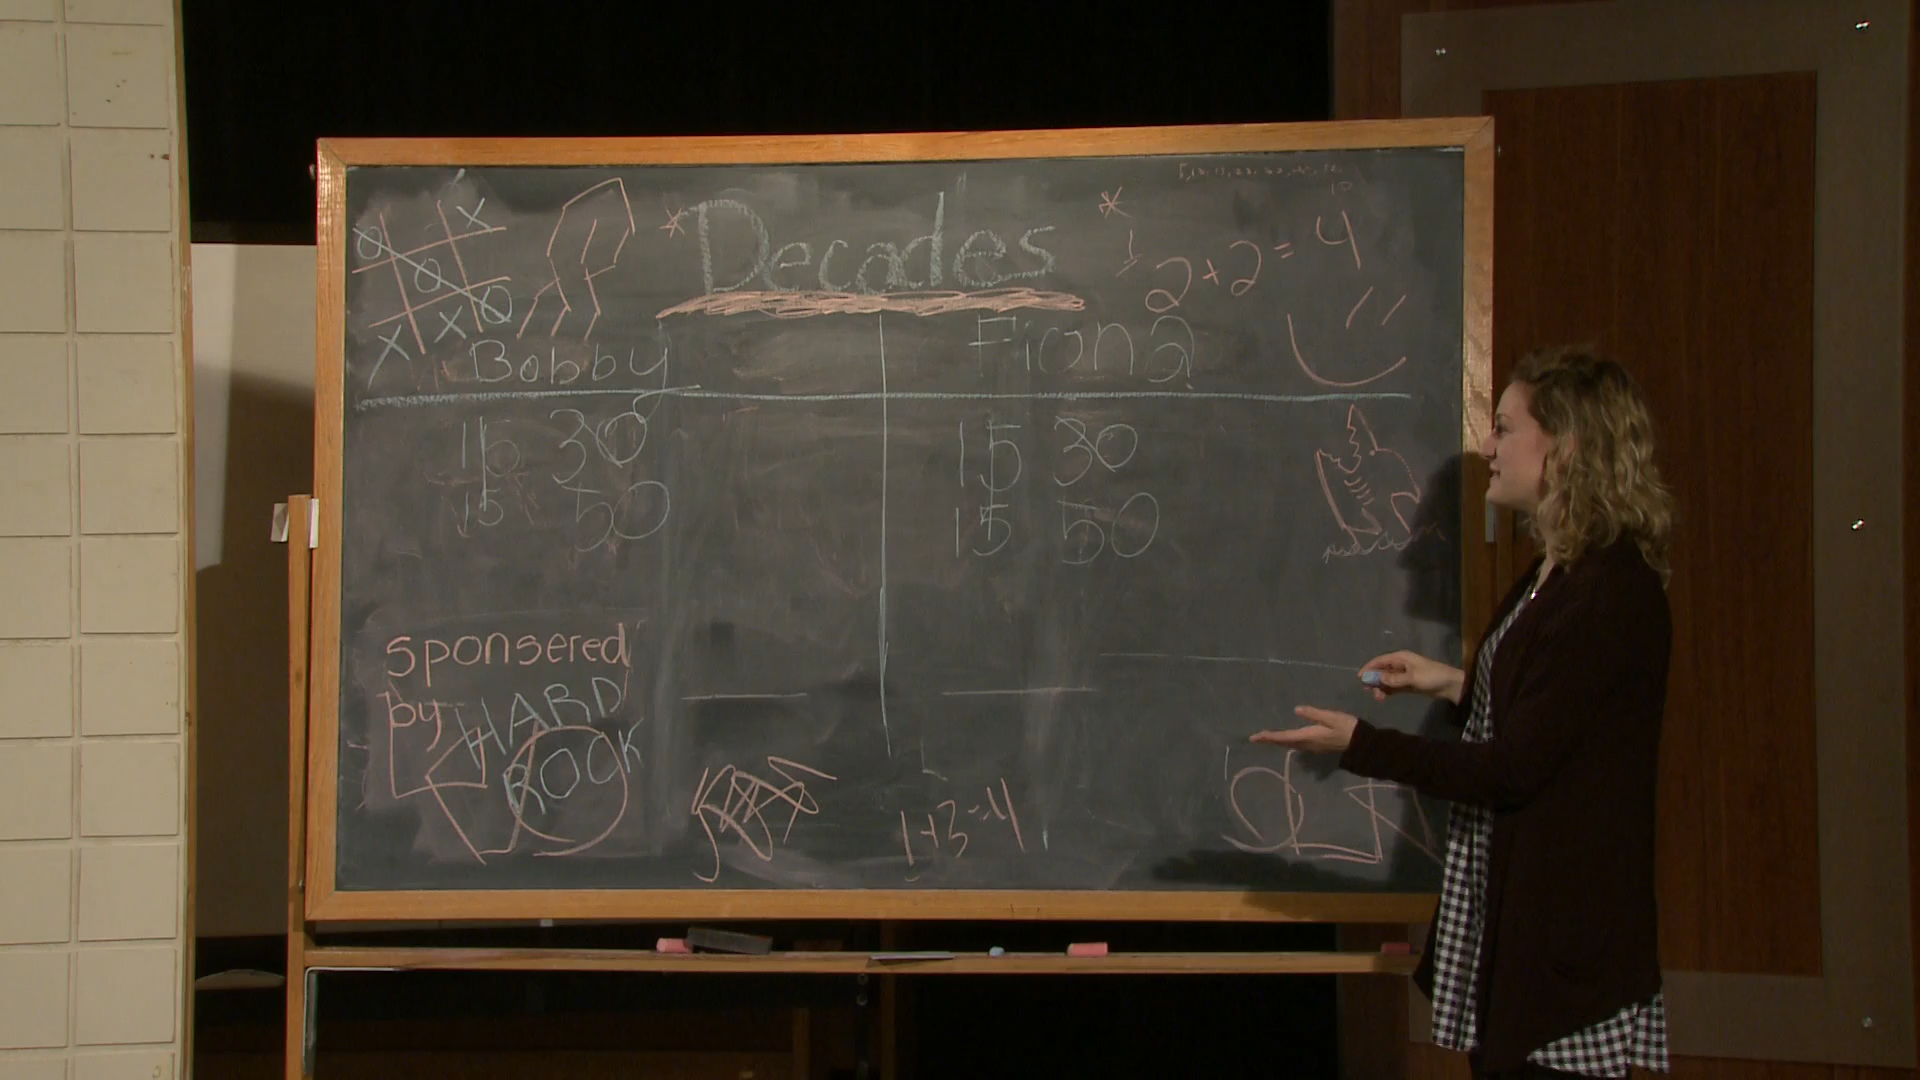 * Decades *
2+2=4
Bobby Fiona
15 30 15 30
15 50 15 50
sponsered
by HARD
ROCK
1+3=4